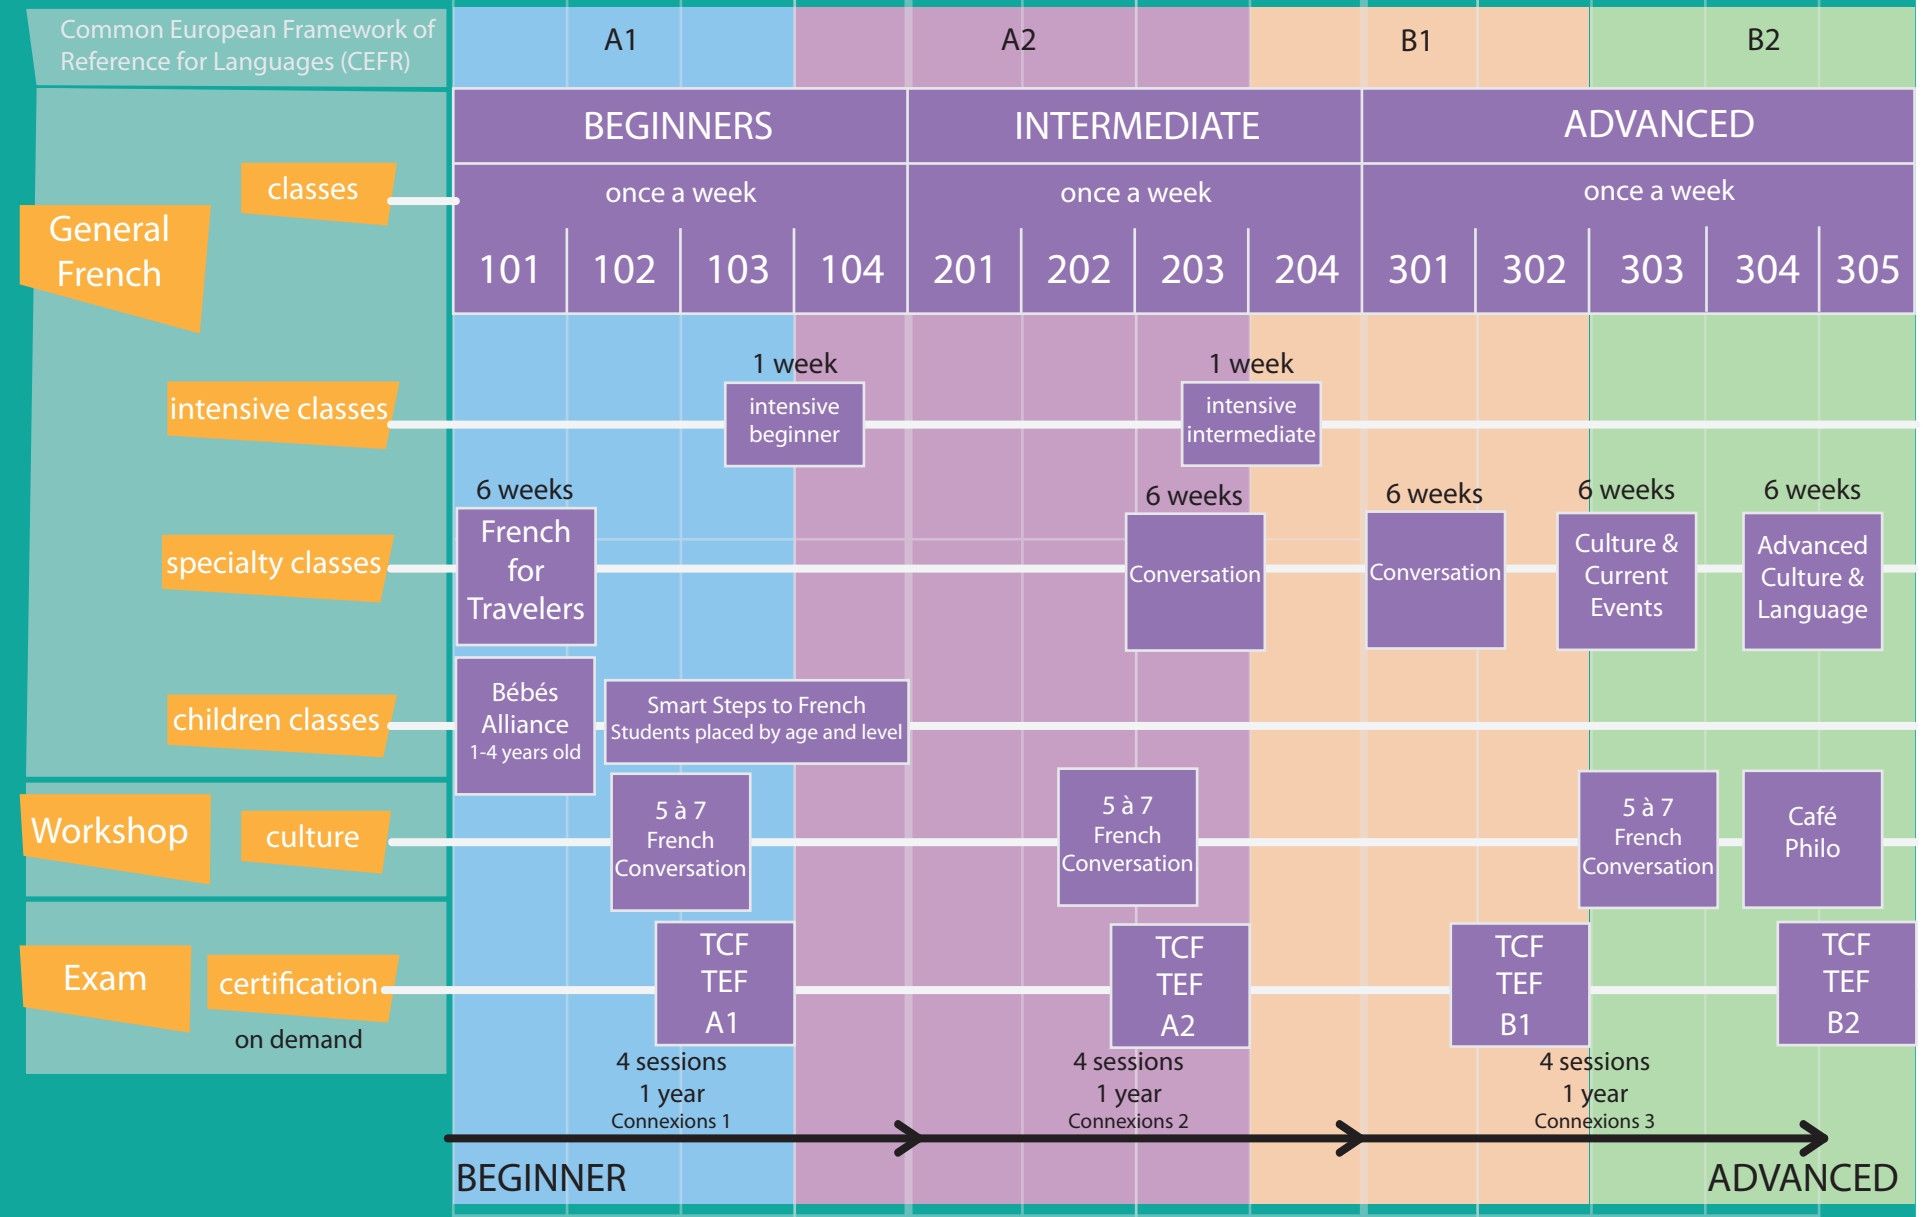 Common European Framework of
Reference for Languages (CEFR)
A1
A2
B1
B2
BEGINNERS
INTERMEDIATE
ADVANCED
General
French
classes
once a week
once a week
once a week
101
102
103
104
201
202
203
204
301
302
303
304
305
intensive classes
1 week
intensive
beginner
1 week
intensive
intermediate
specialty classes
6 weeks
French
for
Travelers
6 weeks
Conversation
6 weeks
Conversation
6 weeks
Culture &
Current
Events
6 weeks
Advanced
Culture &
Language
children classes
Bébés
Alliance
1-4 years old
Smart Steps to French
Students placed by age and level
Workshop
culture
5 à 7
French
Conversation
5 à 7
French
Conversation
5 à 7
French
Conversation
Café
Philo
Exam
certification
on demand
TCF
TEF
A1
TCF
TEF
A2
TCF
TEF
B1
TCF
TEF
B2
4 sessions
1 year
Connexions 1
4 sessions
1 year
Connexions 2
4 sessions
1 year
Connexions 3
BEGINNER
ADVANCED